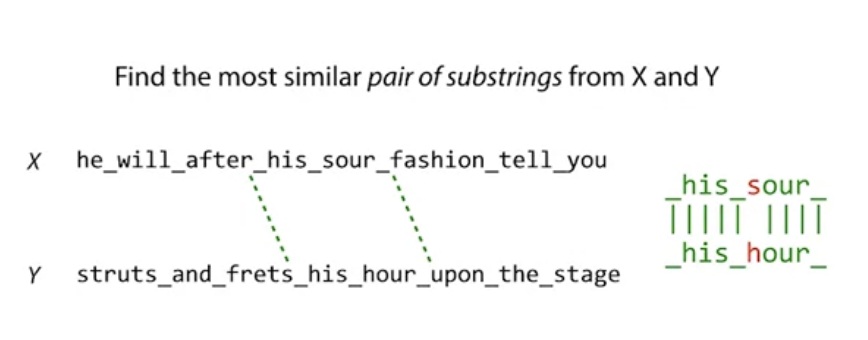 Find the most similar pair of substrings from X and Y
X he_will_after_his_sour_fashion_tell_you
_his_sour_
||||| ||||
_his_hour_
Y struts_and_frets_his_hour_upon_the_stage